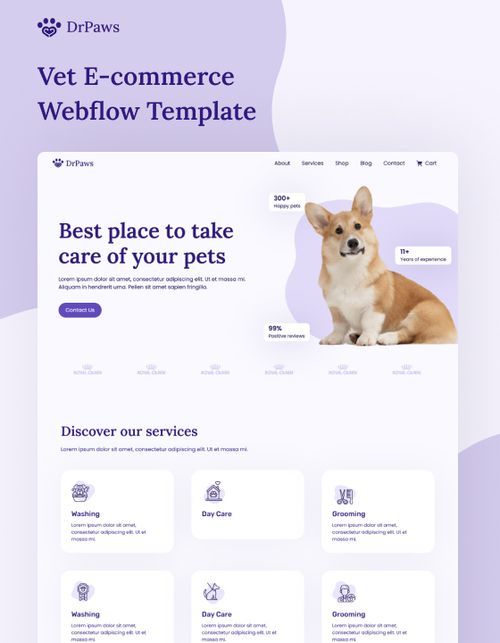 DrPaws
Vet E-commerce
Webflow Template
DrPaws
About Services Shop Blog Contact Cart
300+
Happy pets
Best place to take
care of your pets
11+
Years of experience
Lorem ipsum dolor sit amet, consectetur adipiscing elit. Ut et massa mi.
Aliquam in hendrerit urna. Pellen sit amet sapien fringilla.
Contact Us
99%
Positive reviews
ROYAL CANIN ROYAL CANIN ROYAL CANIN ROYAL CANIN ROYAL CANIN ROYAL CANIN
Discover our services
Lorem ipsum dolor sit amet, consectetur adipiscing elit. Ut et massa mi.
Washing
Lorem ipsum dolor sit amet,
consectetur adipiscing elit. Ut et
massa mi.
Day Care
Grooming
Lorem ipsum dolor sit amet,
consectetur adipiscing elit. Ut et
massa mi.
Washing
Lorem ipsum dolor sit amet,
consectetur adipiscing elit. Ut et
massa mi.
Day Care
Lorem ipsum dolor sit amet,
consectetur adipiscing elit. Ut et
massa mi.
Grooming
Lorem ipsum dolor sit amet,
consectetur adipiscing elit. Ut et
massa mi.